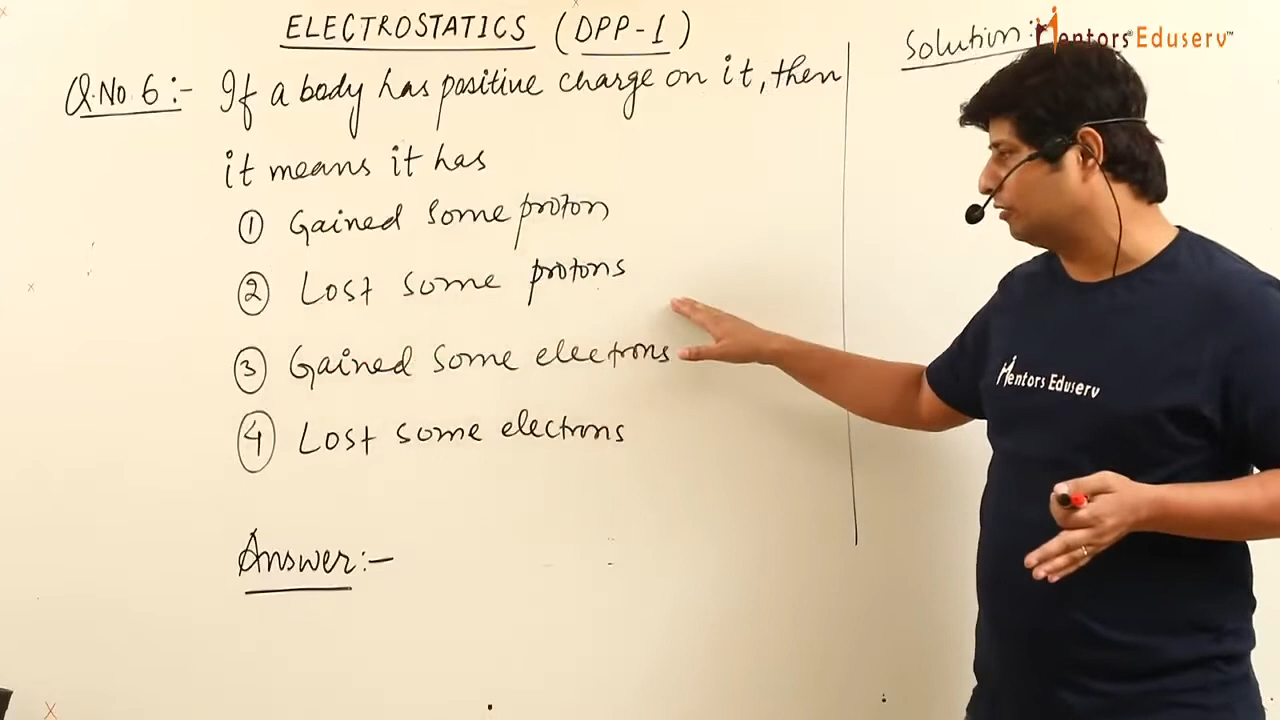 ELECTROSTATICS (DPP-1)
Q.No.6:- If a body has positive charge on it, then
it means it has
① Gained some proton
② Lost some protons
③ Gained some electrons
④ Lost some electrons
Answer:-
Solution:
Mentors® Eduserv™
Mentors Eduserv